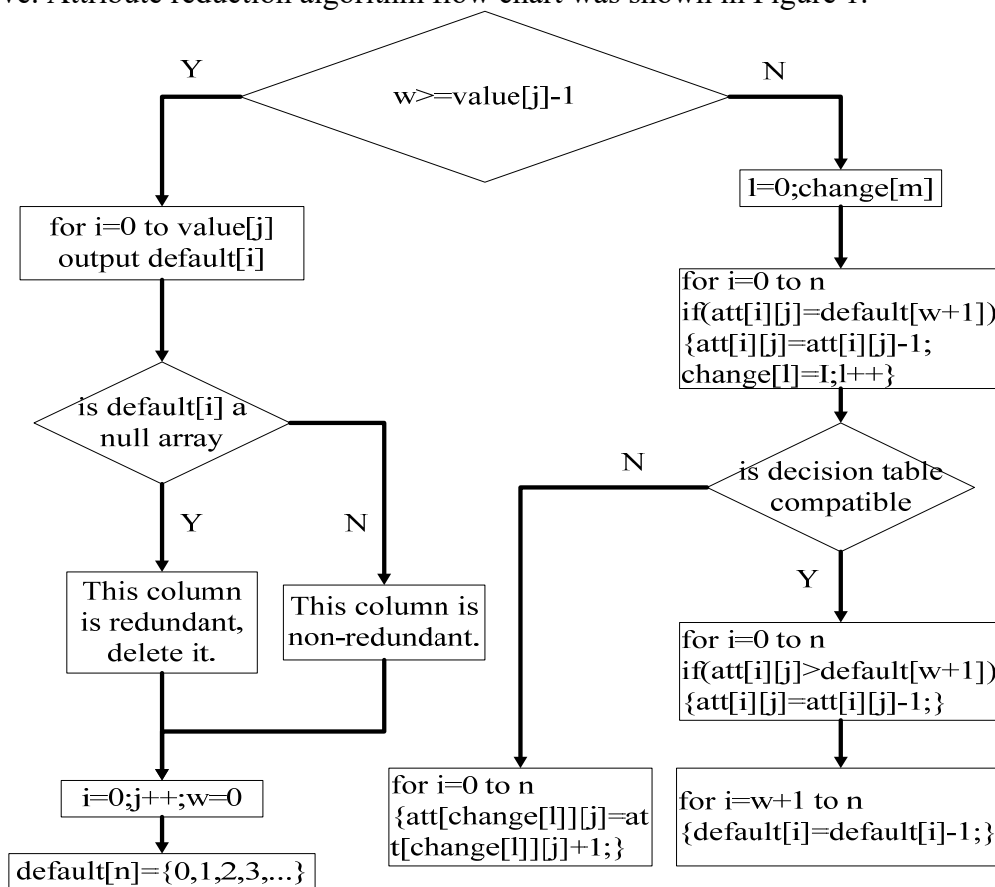 ve. Attribute reduction algorithm flow chart was shown in Figure 1.
w>=value[j]-1
Y
N
for i=0 to value[j]
output default[i]
is default[i] a
null array
Y
N
This column
is redundant,
delete it.
This column is
non-redundant.
i=0;j++;w=0
default[n]={0,1,2,3,...}
l=0;change[m]
for i=0 to n
if(att[i][j]=default[w+1])
{att[i][j]=att[i][j]-1;
change[l]=I;l++}
is decision table
compatible
N
Y
for i=0 to n
{att[change[l]][j]=at
t[change[l]][j]+1;}
for i=0 to n
if(att[i][j]>default[w+1])
{att[i][j]=att[i][j]-1;}
for i=w+1 to n
{default[i]=default[i]-1;}